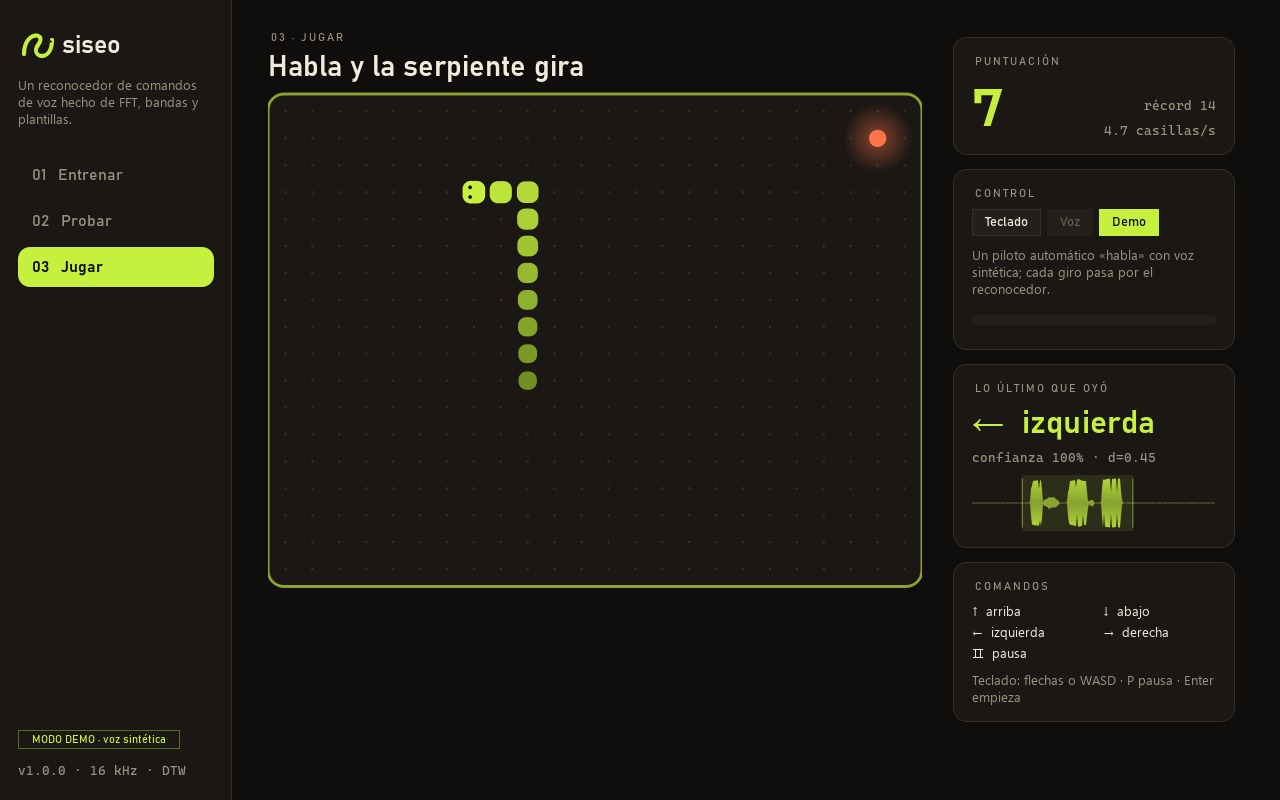 siseo
Un reconocedor de comandos
de voz hecho de FFT, bandas y
plantillas.
01 Entrenar
02 Probar
03 Jugar
MODO DEMO · voz sintética
v1.0.0 · 16 kHz · DTW
03 · JUGAR
Habla y la serpiente gira
PUNTUACIÓN
7
récord 14
4.7 casillas/s
CONTROL
Teclado Voz Demo
Un piloto automático «habla» con voz
sintética; cada giro pasa por el
reconocedor.
LO ÚLTIMO QUE OYÓ
← izquierda
confianza 100% · d=0.45
COMANDOS
↑ arriba ↓ abajo
← izquierda → derecha
♊ pausa
Teclado: flechas o WASD · P pausa · Enter
empieza